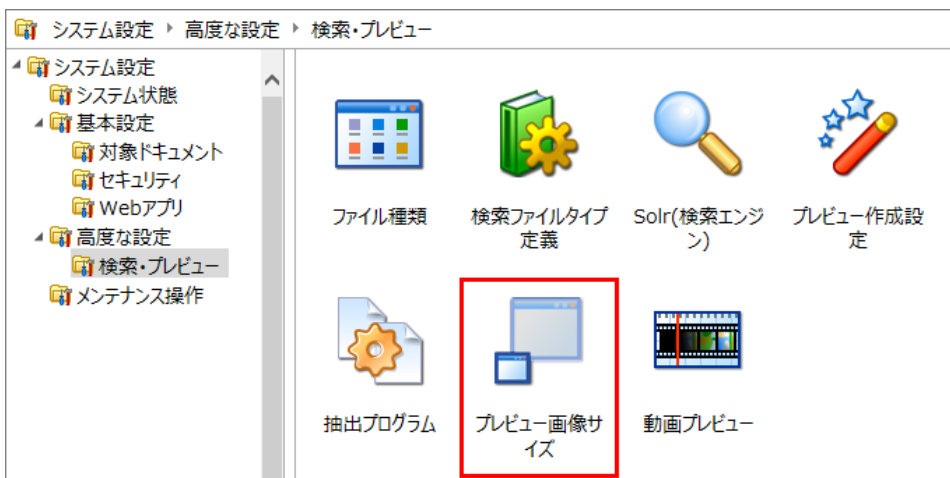 システム設定 ▸ 高度な設定 ▸ 検索・プレビュー
システム設定
システム状態
基本設定
対象ドキュメント
セキュリティ
Webアプリ
高度な設定
検索・プレビュー
メンテナンス操作
ファイル種類
検索ファイルタイプ
定義
Solr(検索エンジ
ン)
プレビュー作成設
定
抽出プログラム
プレビュー画像サ
イズ
動画プレビュー